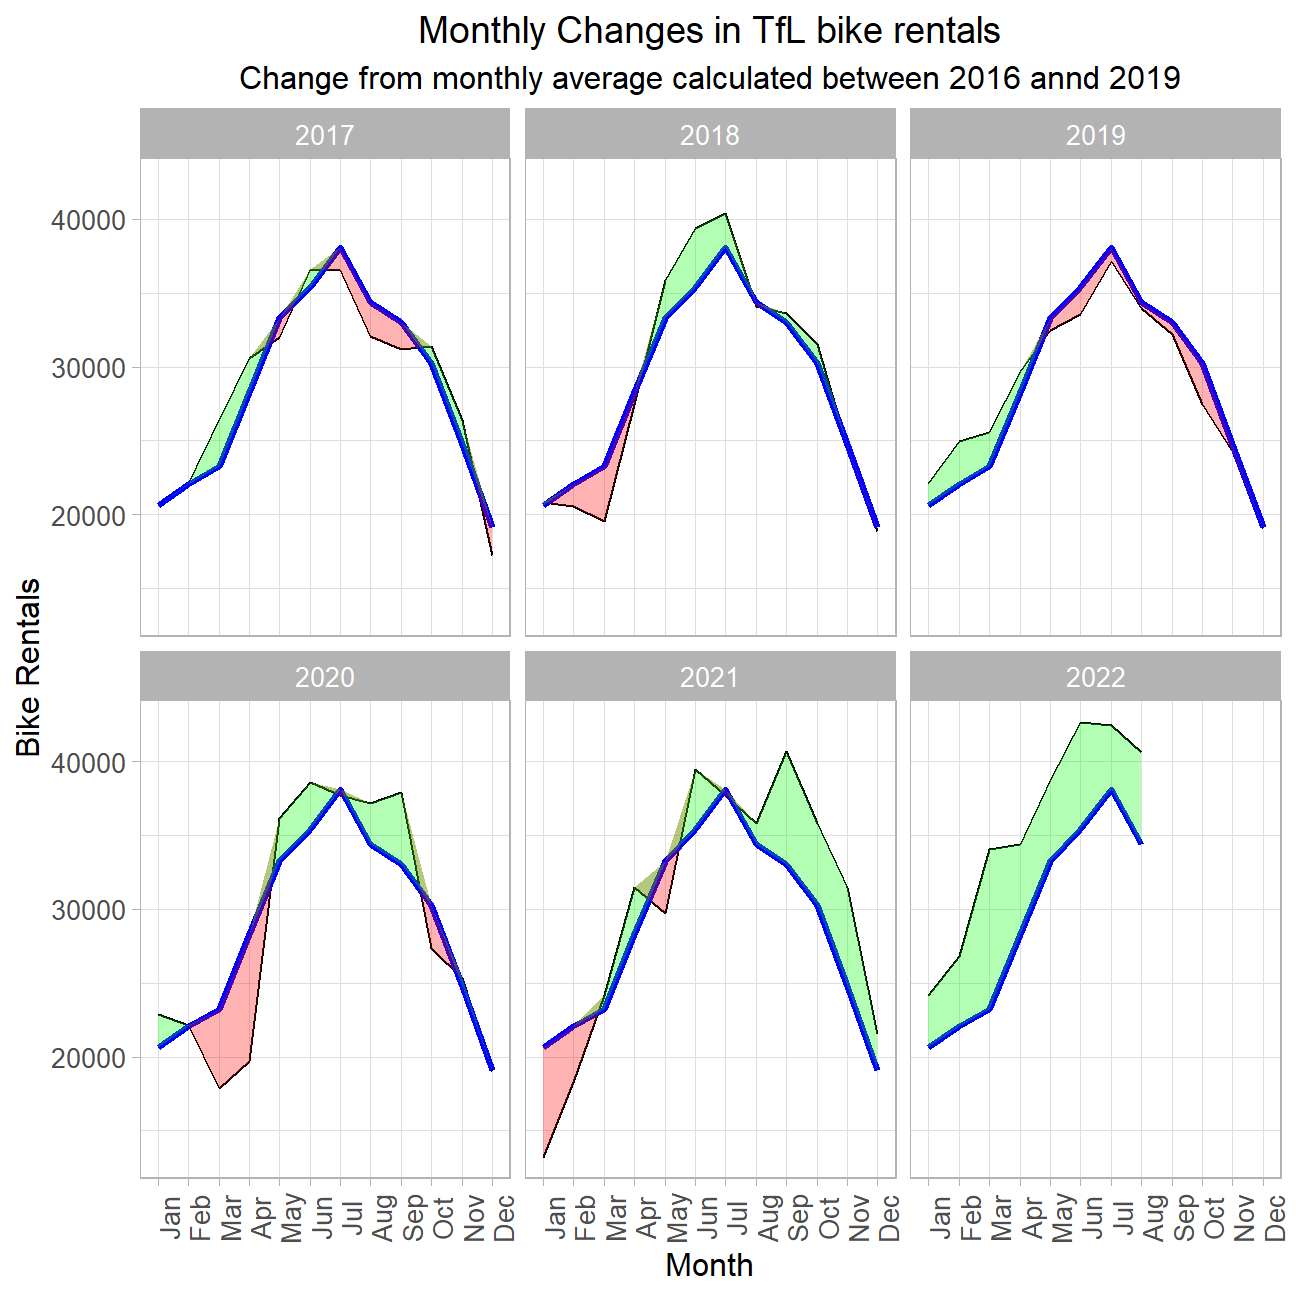 Monthly Changes in TfL bike rentals
Change from monthly average calculated between 2016 annd 2019
2017 2018 2019
40000
30000
20000
Bike Rentals
2020 2021 2022
40000
30000
20000
Jan Feb Mar Apr May Jun Jul Aug Sep Oct Nov Dec Jan Feb Mar Apr May Jun Jul Aug Sep Oct Nov Dec Jan Feb Mar Apr May Jun Jul Aug Sep Oct Nov Dec
Month